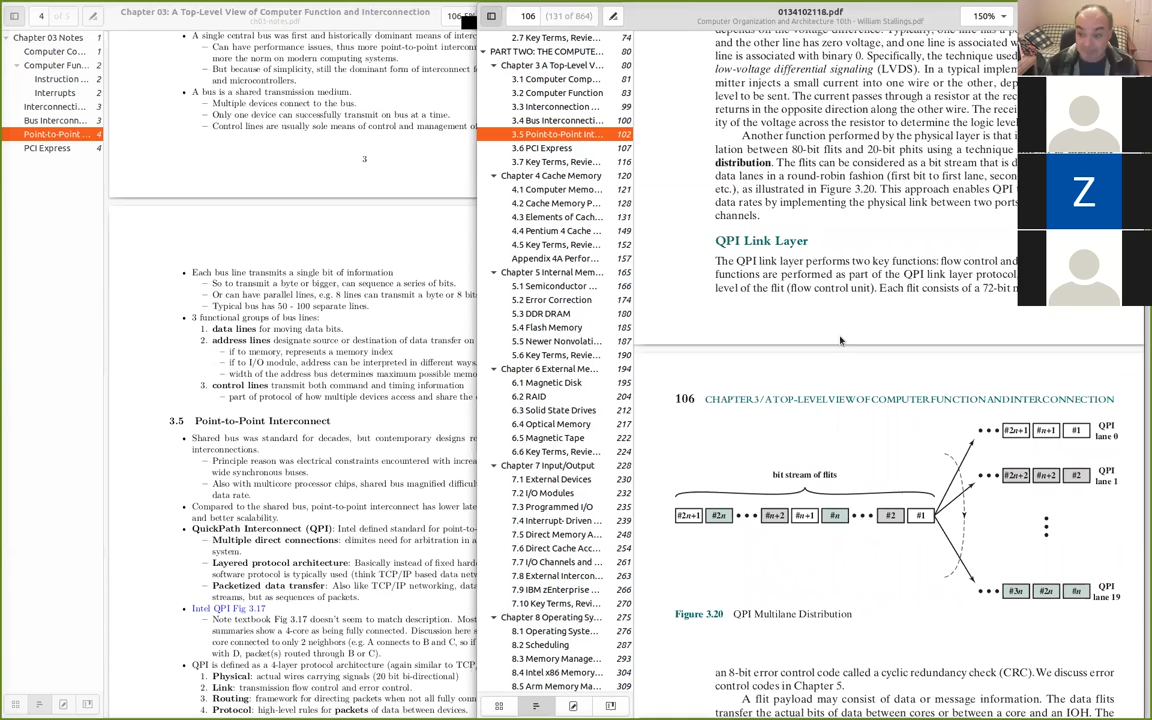 4 of 5
Chapter 03: A Top-Level View of Computer Function and Interconnection
ch03-notes.pdf
106.
Chapter 03 Notes 1
Computer Co... 1
Computer Fun... 2
Instruction ... 2
Interrupts 2
Interconnecti... 3
Bus Interconn... 3
Point-to-Point ... 4
PCI Express 4
• A single central bus was first and historically dominant means of interc
– Can have performance issues, thus more point-to-point interconn
more the norm on modern computing systems.
– But because of simplicity, still the dominant form of interconnect f
and microcontrollers.
• A bus is a shared transmission medium.
– Multiple devices connect to the bus.
– Only one device can successfully transmit on bus at a time.
– Control lines are usually sole means of control and management of
3
• Each bus line transmits a single bit of information
– So to transmit a byte or bigger, can sequence a series of bits.
– Or can have parallel lines, e.g. 8 lines can transmit a byte or 8 bit
– Typical bus has 50 - 100 separate lines.
• 3 functional groups of bus lines:
1. data lines for moving data bits.
2. address lines designate source or destination of data transfer on
– if to memory, represents a memory index
– if to I/O module, address can be interpreted in different ways.
– width of the address bus determines maximum possible memo
3. control lines transmit both command and timing information
– part of protocol of how multiple devices access and share the
3.5 Point-to-Point Interconnect
• Shared bus was standard for decades, but contemporary designs re
interconnections.
– Principle reason was electrical constraints encountered with increa
wide synchronous buses.
– Also with multicore processor chips, shared bus magnified difficul
data rate.
• Compared to the shared bus, point-to-point interconnect has lower late
and better scalability.
• QuickPath Interconnect (QPI): Intel defined standard for point-to-
– Multiple direct connections: elimites need for arbitration in a
system.
– Layered protocol architecture: Basically instead of fixed hard
software protocol is typically used (think TCP/IP based data net
– Packetized data transfer: Also like TCP/IP networking, data
streams, but as sequences of packets.
• Intel QPI Fig 3.17
– Note textbook Fig 3.17 doesn't seem to match description. Most
summaries show a 4-core as being fully connected. Discussion here s
core connected to only 2 neighbors (e.g. A connects to B and C, so if
with D, packet(s) routed through B or C).
• QPI is defined as a 4-layer protocol architecture (again similar to TCP
1. Physical: actual wires carrying signals (20 bit bi-directional)
2. Link: transmission flow control and error control.
3. Routing: framework for directing packets when not all fully conne
4. Protocol: high-level rules for packets of data between devices.
106 (131 of 864)
0134102118.pdf
Computer Organization and Architecture 10th - William Stallings.pdf
150%
2.7 Key Terms, Revie... 74
PART TWO: THE COMPUTE... 80
Chapter 3 A Top-Level V... 80
3.1 Computer Comp... 81
3.2 Computer Function 83
3.3 Interconnection ... 99
3.4 Bus Interconnecti... 100
3.5 Point-to-Point Int... 102
3.6 PCI Express 107
3.7 Key Terms, Revie... 116
Chapter 4 Cache Memory 120
4.1 Computer Memo... 121
4.2 Cache Memory P... 128
4.3 Elements of Cach... 131
4.4 Pentium 4 Cache ... 149
4.5 Key Terms, Revie... 152
Appendix 4A Perfor... 157
Chapter 5 Internal Mem... 165
5.1 Semiconductor ... 166
5.2 Error Correction 174
5.3 DDR DRAM 180
5.4 Flash Memory 185
5.5 Newer Nonvolati... 187
5.6 Key Terms, Revie... 190
Chapter 6 External Me... 194
6.1 Magnetic Disk 195
6.2 RAID 204
6.3 Solid State Drives 212
6.4 Optical Memory 217
6.5 Magnetic Tape 222
6.6 Key Terms, Revie... 224
Chapter 7 Input/Output 228
7.1 External Devices 230
7.2 I/O Modules 232
7.3 Programmed I/O 235
7.4 Interrupt-Driven ... 239
7.5 Direct Memory A... 248
7.6 Direct Cache Acc... 254
7.7 I/O Channels and ... 261
7.8 External Intercon... 263
7.9 IBM zEnterprise ... 266
7.10 Key Terms, Revi... 270
Chapter 8 Operating Sy... 275
8.1 Operating Syste... 276
8.2 Scheduling 287
8.3 Memory Manage... 293
8.4 Intel x86 Memor... 304
8.5 Arm Memory Ma... 309
and the other line has zero voltage, and one line is associated w
line is associated with binary 0. Specifically, the technique used
low-voltage differential signaling (LVDS). In a typical implem
mitter injects a small current into one wire or the other, dep
level to be sent. The current passes through a resistor at the rec
returns in the opposite direction along the other wire. The recei
ity of the voltage across the resistor to determine the logic leve
Another function performed by the physical layer is that i
lation between 80-bit flits and 20-bit phits using a technique
distribution. The flits can be considered as a bit stream that is d
data lanes in a round-robin fashion (first bit to first lane, secon
etc.), as illustrated in Figure 3.20. This approach enables QPI
data rates by implementing the physical link between two ports
channels.
QPI Link Layer
The QPI link layer performs two key functions: flow control and
functions are performed as part of the QPI link layer protocol,
level of the flit (flow control unit). Each flit consists of a 72-bit m
106 CHAPTER 3 / A TOP-LEVEL VIEW OF COMPUTER FUNCTION AND INTERCONNECTION
#2n+1 #n+1 #1 QPI lane 0
bit stream of flits
#2n+2 #n+2 #2 QPI lane 1
#2n+1 #2n #n+2 #n+1 #n #2 #1
#3n #2n #n QPI lane 19
Figure 3.20 QPI Multilane Distribution
an 8-bit error control code called a cyclic redundancy check (CRC). We discuss error
control codes in Chapter 5.
A flit payload may consist of data or message information. The data flits
transfer the actual bits of data between cores or between a core and an IOH. The
Z